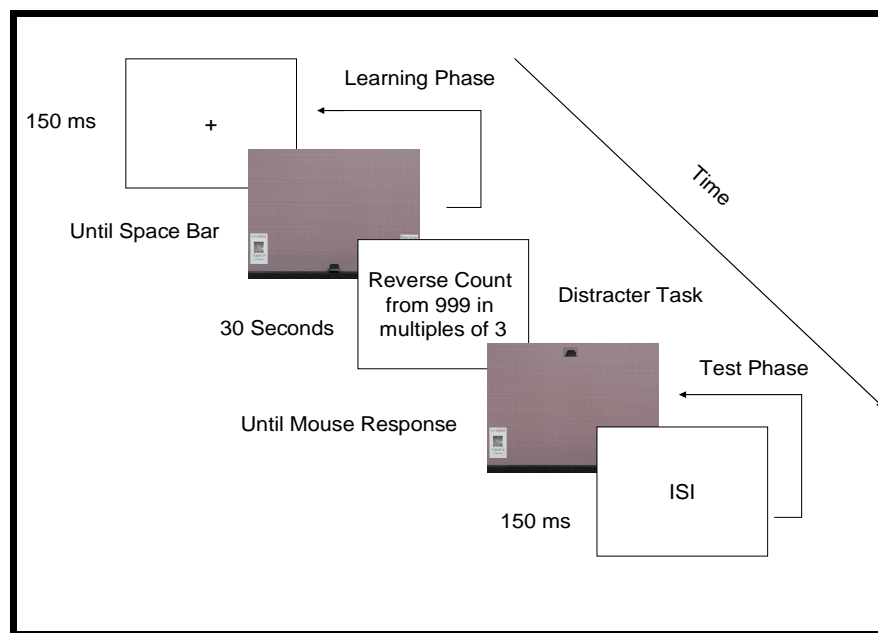 Learning Phase
150 ms
+
Time
Until Space Bar
Reverse Count
from 999 in
multiples of 3
Distracter Task
30 Seconds
Test Phase
Until Mouse Response
ISI
150 ms